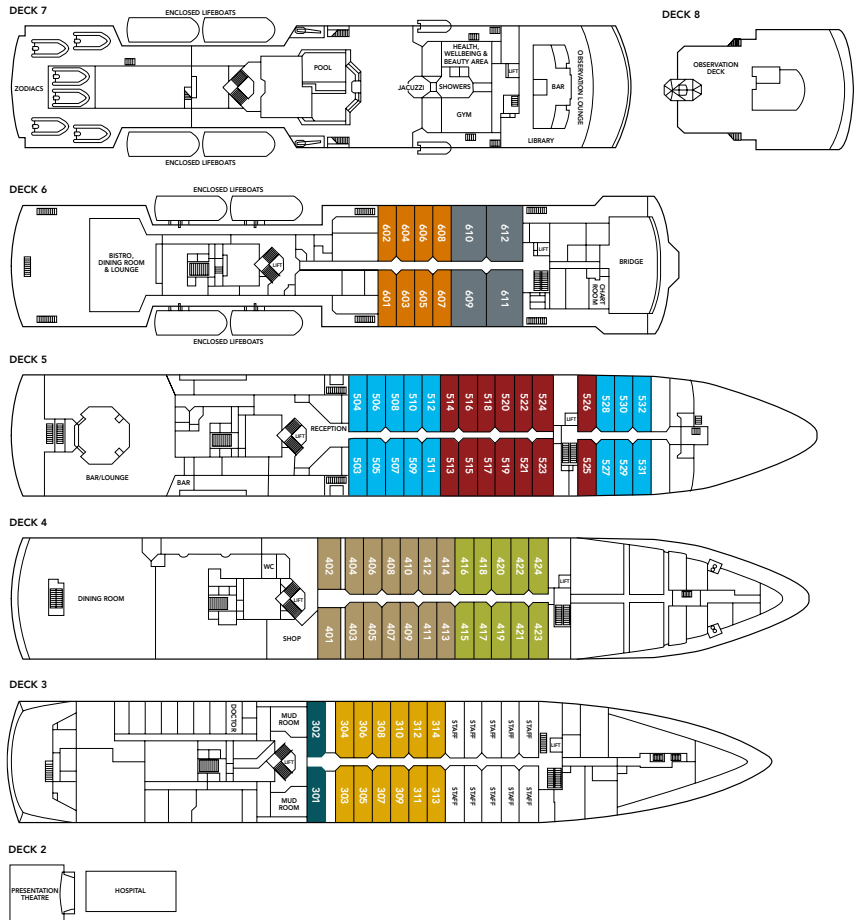 DECK 7
ENCLOSED LIFEBOATS
ZODIACS
POOL
JACUZZI
HEALTH,
WELLBEING &
BEAUTY AREA
SHOWERS
GYM
LIFT
BAR
OBSERVATION LOUNGE
LIBRARY
ENCLOSED LIFEBOATS
DECK 8
OBSERVATION
DECK
DECK 6
ENCLOSED LIFEBOATS
BISTRO,
DINING ROOM
& LOUNGE
LIFT
602
604
606
608
610
612
601
603
605
607
609
611
LIFT
BRIDGE
CHART
ROOM
ENCLOSED LIFEBOATS
DECK 5
BAR/LOUNGE
BAR
LIFT
RECEPTION
504
506
508
510
512
514
516
518
520
522
524
526
528
530
532
503
505
507
509
511
513
515
517
519
521
523
525
527
529
531
LIFT
DECK 4
DINING ROOM
WC
LIFT
SHOP
402
404
406
408
410
412
414
416
418
420
422
424
401
403
405
407
409
411
413
415
417
419
421
423
LIFT
DECK 3
DOCTOR
MUD
ROOM
LIFT
MUD
ROOM
302
304
306
308
310
312
314
STAFF
STAFF
STAFF
STAFF
STAFF
301
303
305
307
309
311
313
STAFF
STAFF
STAFF
STAFF
STAFF
LIFT
DECK 2
PRESENTATION
THEATRE
HOSPITAL